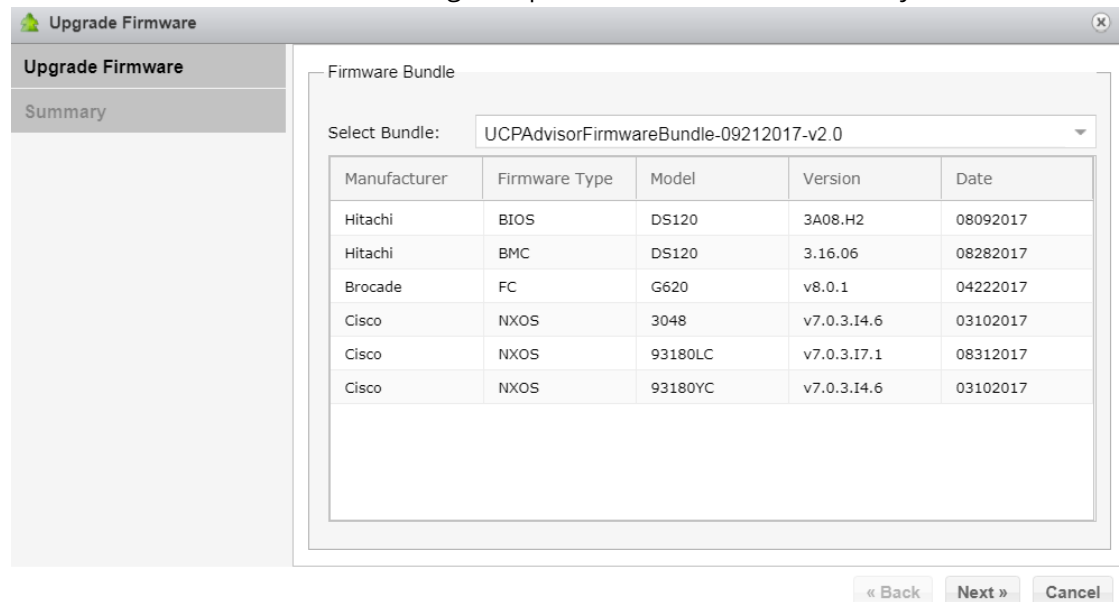 Upgrade Firmware
Upgrade Firmware
Summary
Firmware Bundle
Select Bundle: UCPAdvisorFirmwareBundle-09212017-v2.0
Manufacturer Firmware Type Model Version Date
Hitachi BIOS DS120 3A08.H2 08092017
Hitachi BMC DS120 3.16.06 08282017
Brocade FC G620 v8.0.1 04222017
Cisco NXOS 3048 v7.0.3.I4.6 03102017
Cisco NXOS 93180LC v7.0.3.I7.1 08312017
Cisco NXOS 93180YC v7.0.3.I4.6 03102017
« Back Next » Cancel